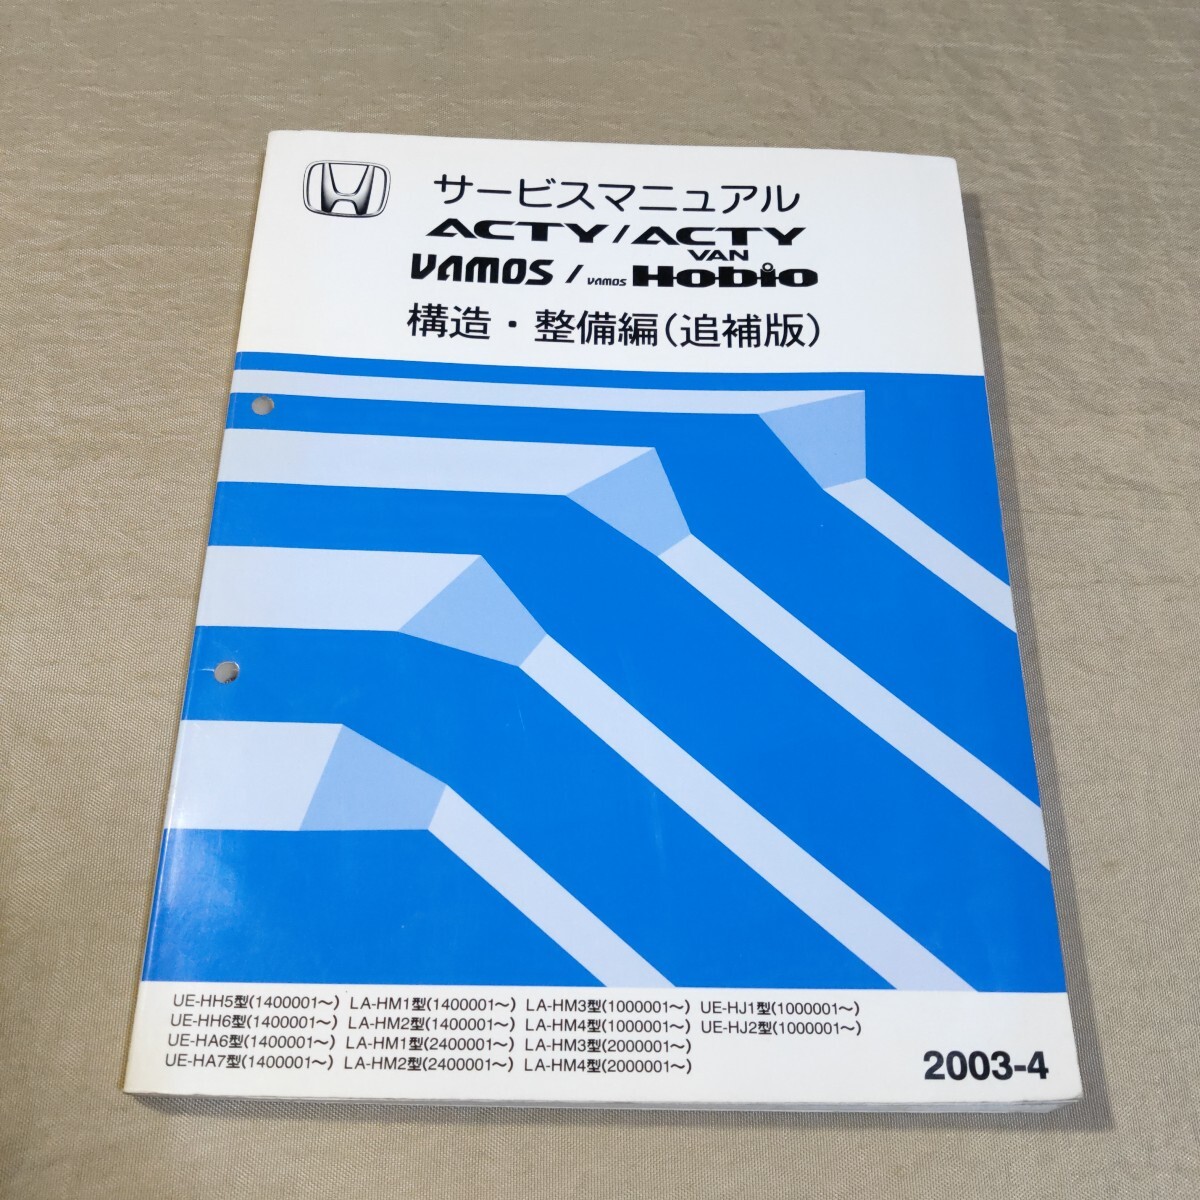 サービスマニュアル
ACTY / ACTY VAN
VAMOS / VAMOS Hobio
構造・整備編(追補版)
UE-HH5型(1400001～) LA-HM1型(1400001～) LA-HM3型(1000001～) UE-HJ1型(1000001～)
UE-HH6型(1400001～) LA-HM2型(1400001～) LA-HM4型(1000001～) UE-HJ2型(1000001～)
UE-HA6型(1400001～) LA-HM1型(2400001～) LA-HM3型(2000001～)
UE-HA7型(1400001～) LA-HM2型(2400001～) LA-HM4型(2000001～)
2003-4